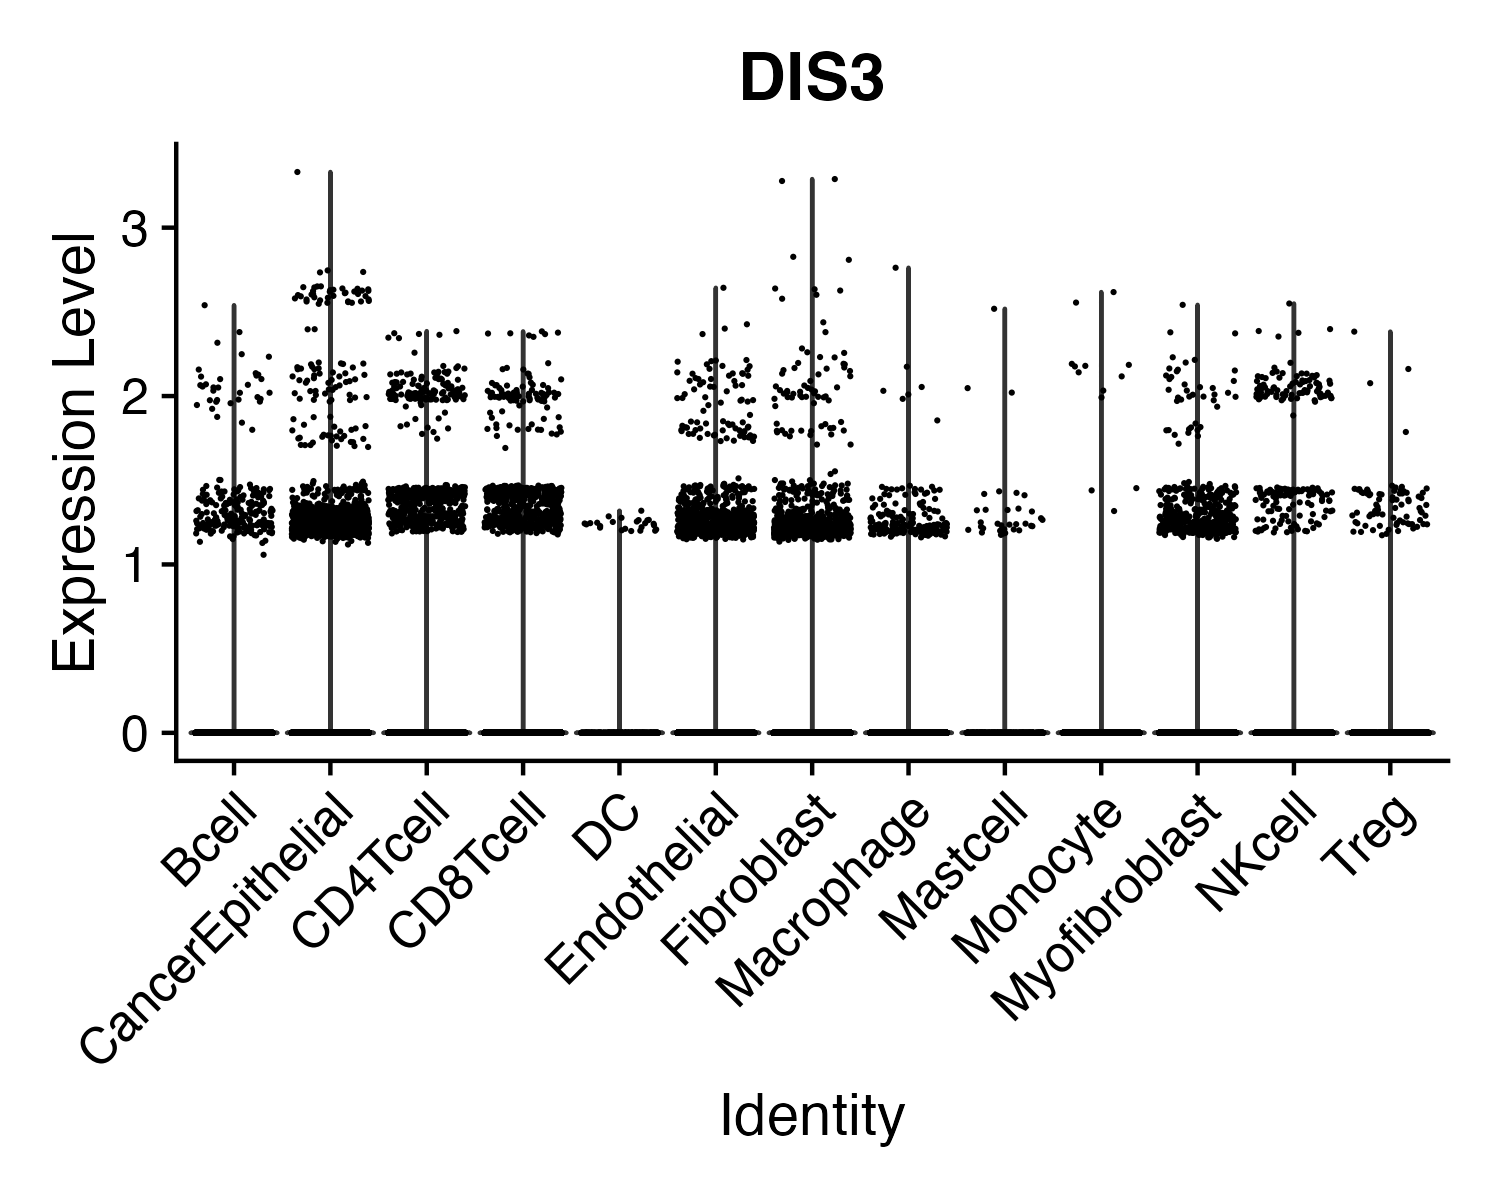 DIS3
Expression Level
3
2
1
0
Bcell
CancerEpithelial
CD4Tcell
CD8Tcell
DC
Endothelial
Fibroblast
Macrophage
Mastcell
Monocyte
Myofibroblast
NKcell
Treg
Identity